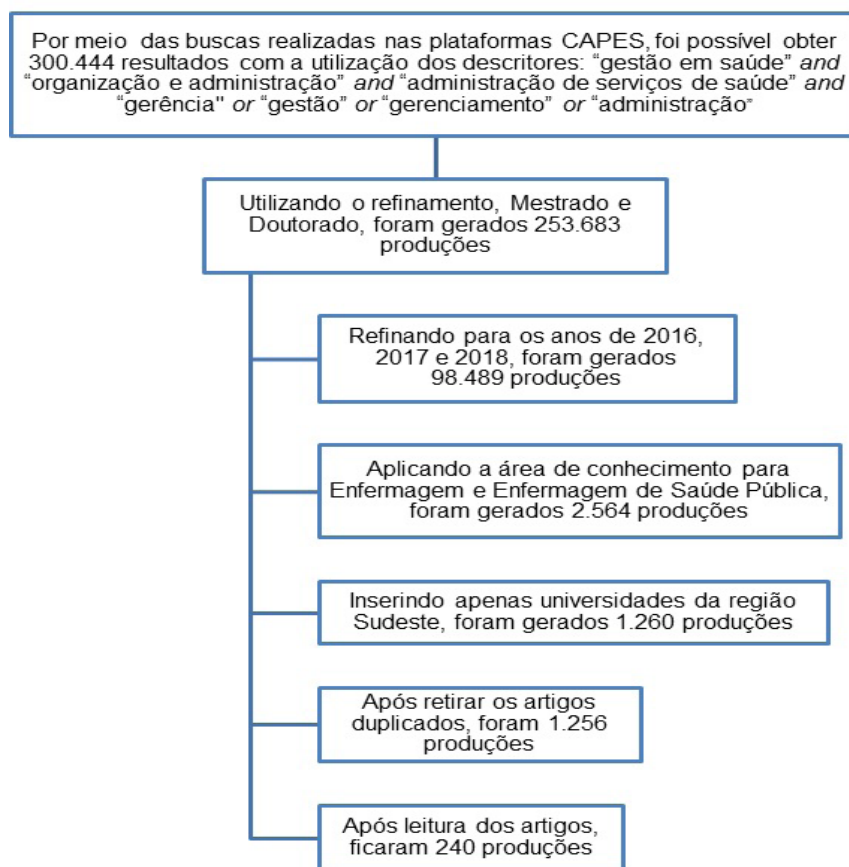 Por meio das buscas realizadas nas plataformas CAPES, foi possível obter
300.444 resultados com a utilização dos descritores: “gestão em saúde” and
“organização e administração” and “administração de serviços de saúde” and
“gerência" or “gestão” or “gerenciamento” or “administração”
Utilizando o refinamento, Mestrado e
Doutorado, foram gerados 253.683
produções
Refinando para os anos de 2016,
2017 e 2018, foram gerados
98.489 produções
Aplicando a área de conhecimento para
Enfermagem e Enfermagem de Saúde Pública,
foram gerados 2.564 produções
Inserindo apenas universidades da região
Sudeste, foram gerados 1.260 produções
Após retirar os artigos
duplicados, foram 1.256
produções
Após leitura dos artigos,
ficaram 240 produções